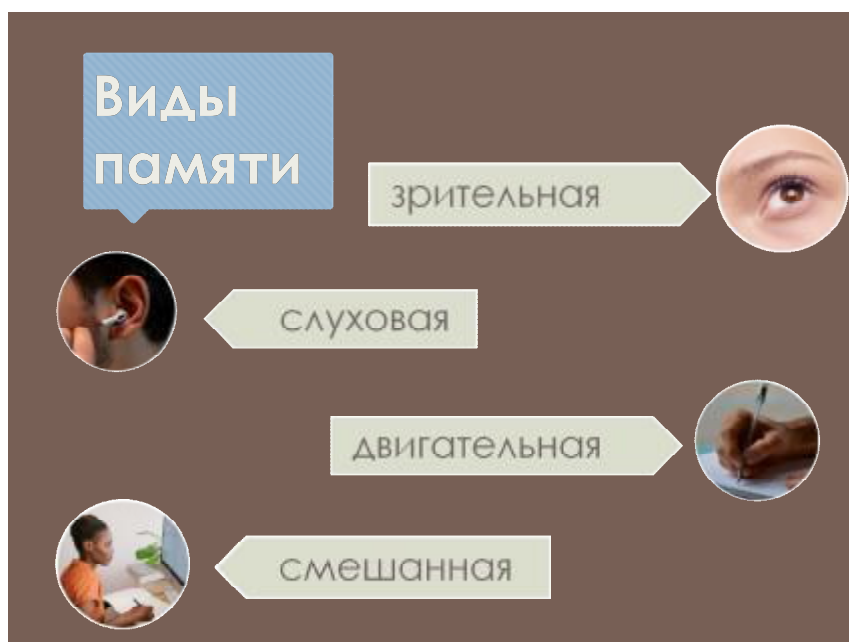 Виды
памяти
зрительная
слуховая
двигательная
смешанная